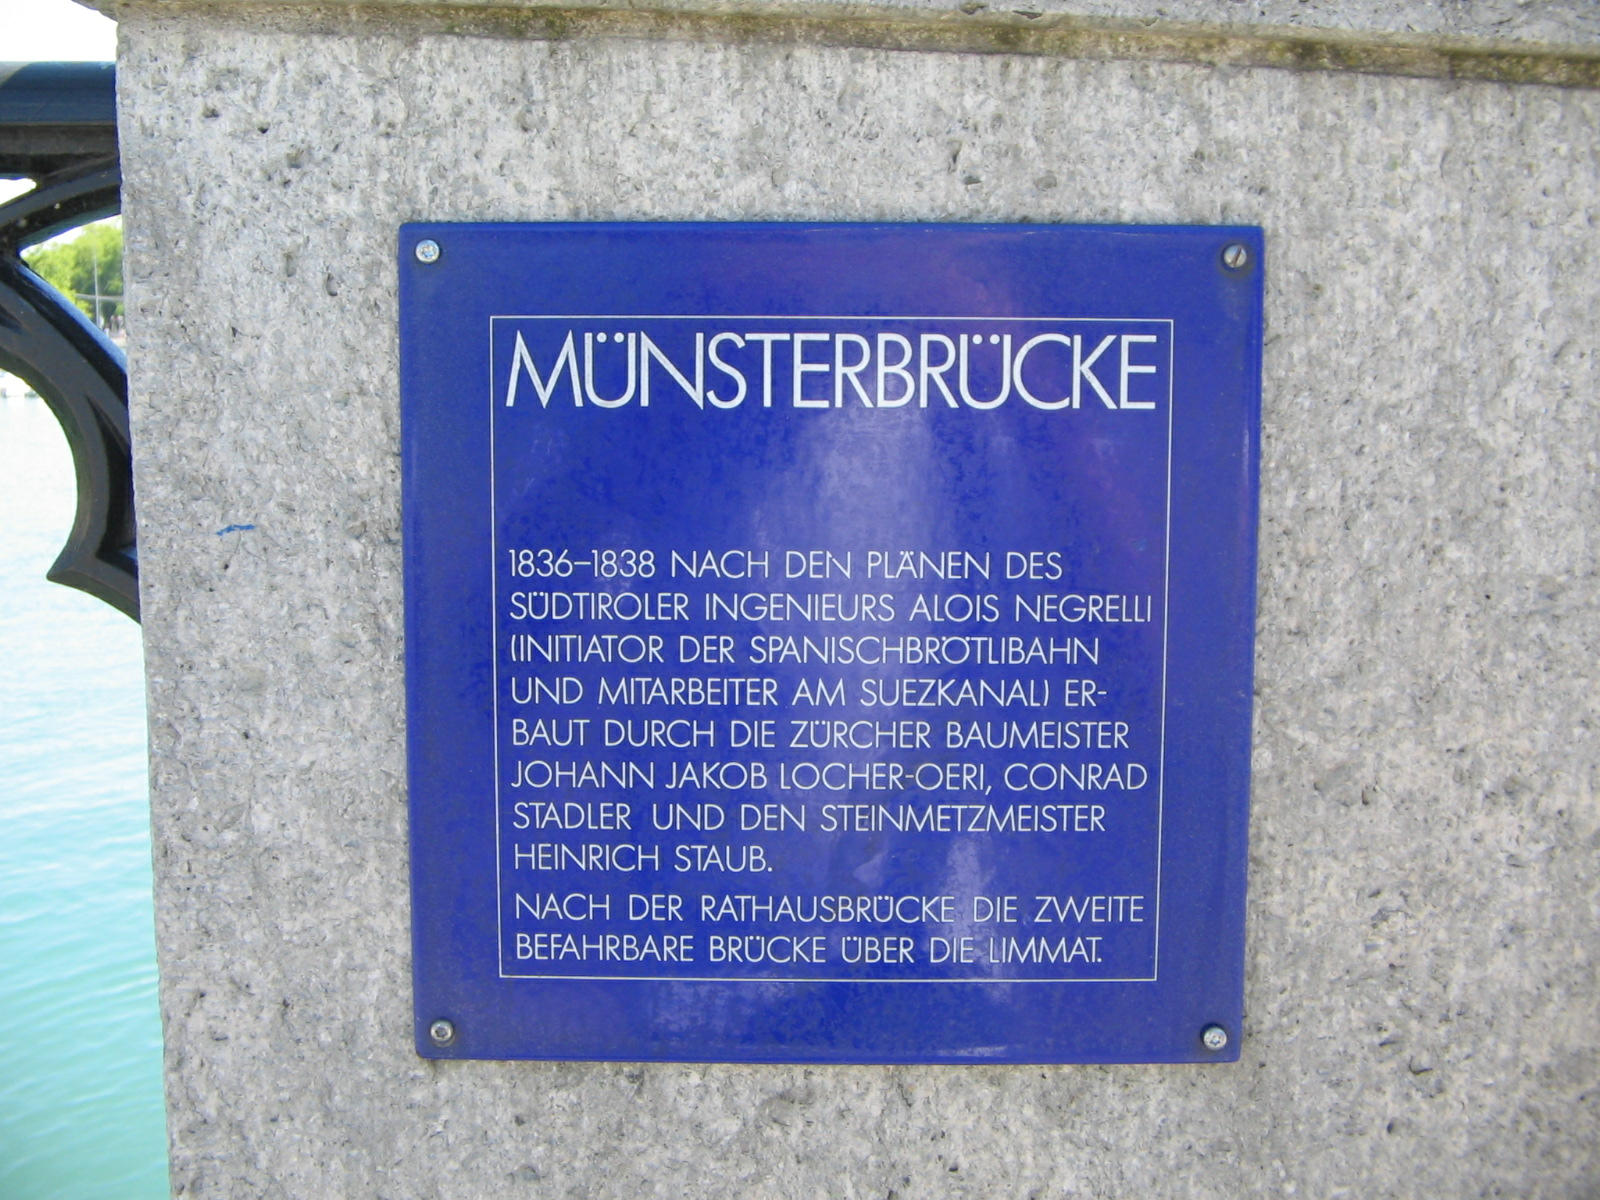 MÜNSTERBRÜCKE
1836–1838 NACH DEN PLÄNEN DES
SÜDTIROLER INGENIEURS ALOIS NEGRELLI
(INITIATOR DER SPANISCHBRÖTLIBAHN
UND MITARBEITER AM SUEZKANAL) ER-
BAUT DURCH DIE ZÜRCHER BAUMEISTER
JOHANN JAKOB LOCHER-OERI, CONRAD
STADLER UND DEN STEINMETZMEISTER
HEINRICH STAUB.
NACH DER RATHAUSBRÜCKE DIE ZWEITE
BEFAHRBARE BRÜCKE ÜBER DIE LIMMAT.